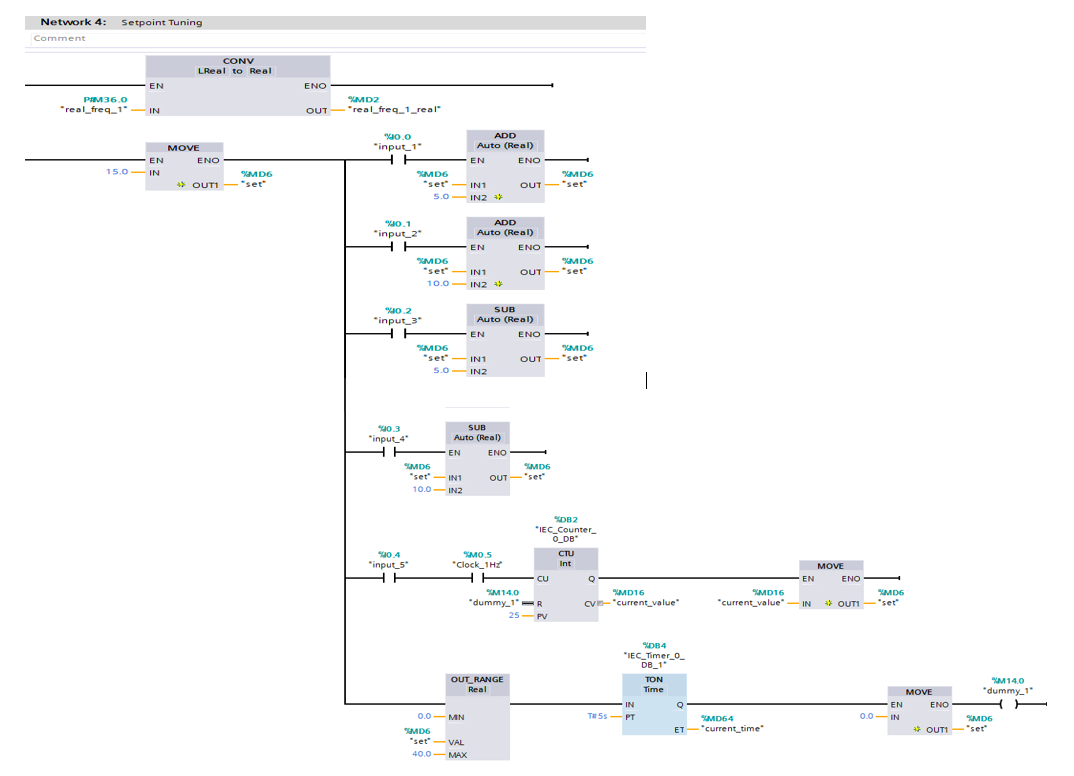 Network 4: Setpoint Tuning
Comment
CONV
LReal to Real
EN ENO
P#M36.0 %MD2
"real_freq_1" IN OUT "real_freq_1_real"
%I0.0
"input_1"
ADD
Auto (Real)
MOVE
EN ENO
EN ENO
15.0 IN
%MD6
OUT1 "set"
%MD6 %MD6
"set" IN1 OUT "set"
5.0 IN2
%I0.1
"input_2"
ADD
Auto (Real)
EN ENO
%MD6 %MD6
"set" IN1 OUT "set"
10.0 IN2
%I0.2
"input_3"
SUB
Auto (Real)
EN ENO
%MD6 %MD6
"set" IN1 OUT "set"
5.0 IN2
%I0.3
"input_4"
SUB
Auto (Real)
EN ENO
%MD6 %MD6
"set" IN1 OUT "set"
10.0 IN2
%DB2
"IEC_Counter_
0_DB"
%I0.4 %M0.5
"input_5" "Clock_1Hz"
CTU
Int
MOVE
CU Q EN ENO
%M14.0 %MD16 %MD16 %MD6
"dummy_1" R CV "current_value" "current_value" IN OUT1 "set"
25 PV
%DB4
"IEC_Timer_0_
DB_1"
OUT_RANGE
Real
TON
Time
MOVE
%M14.0
"dummy_1"
IN Q EN ENO
0.0 MIN T#5s PT 0.0 IN
%MD6 %MD64 %MD6
"set" VAL ET "current_time" OUT1 "set"
40.0 MAX